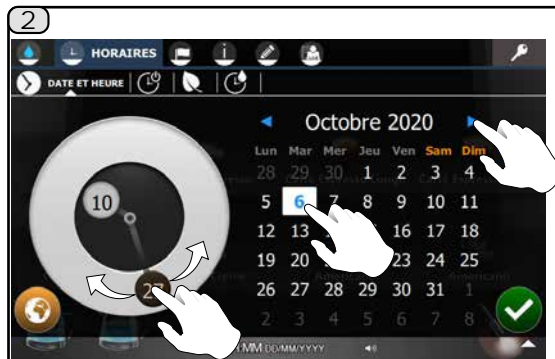 2
HORAIRES
DATE ET HEURE
Octobre 2020
Lun Mar Mer Jeu Ven Sam Dim
28 29 30 1 2 3 4
5 6 7 8 9 10 11
12 13 16 17 18
19 20 23 24 25
26 27 28 29 30 31 1
2 3 4 5 6 7 8
10
27
MM DD/MM/YYYY